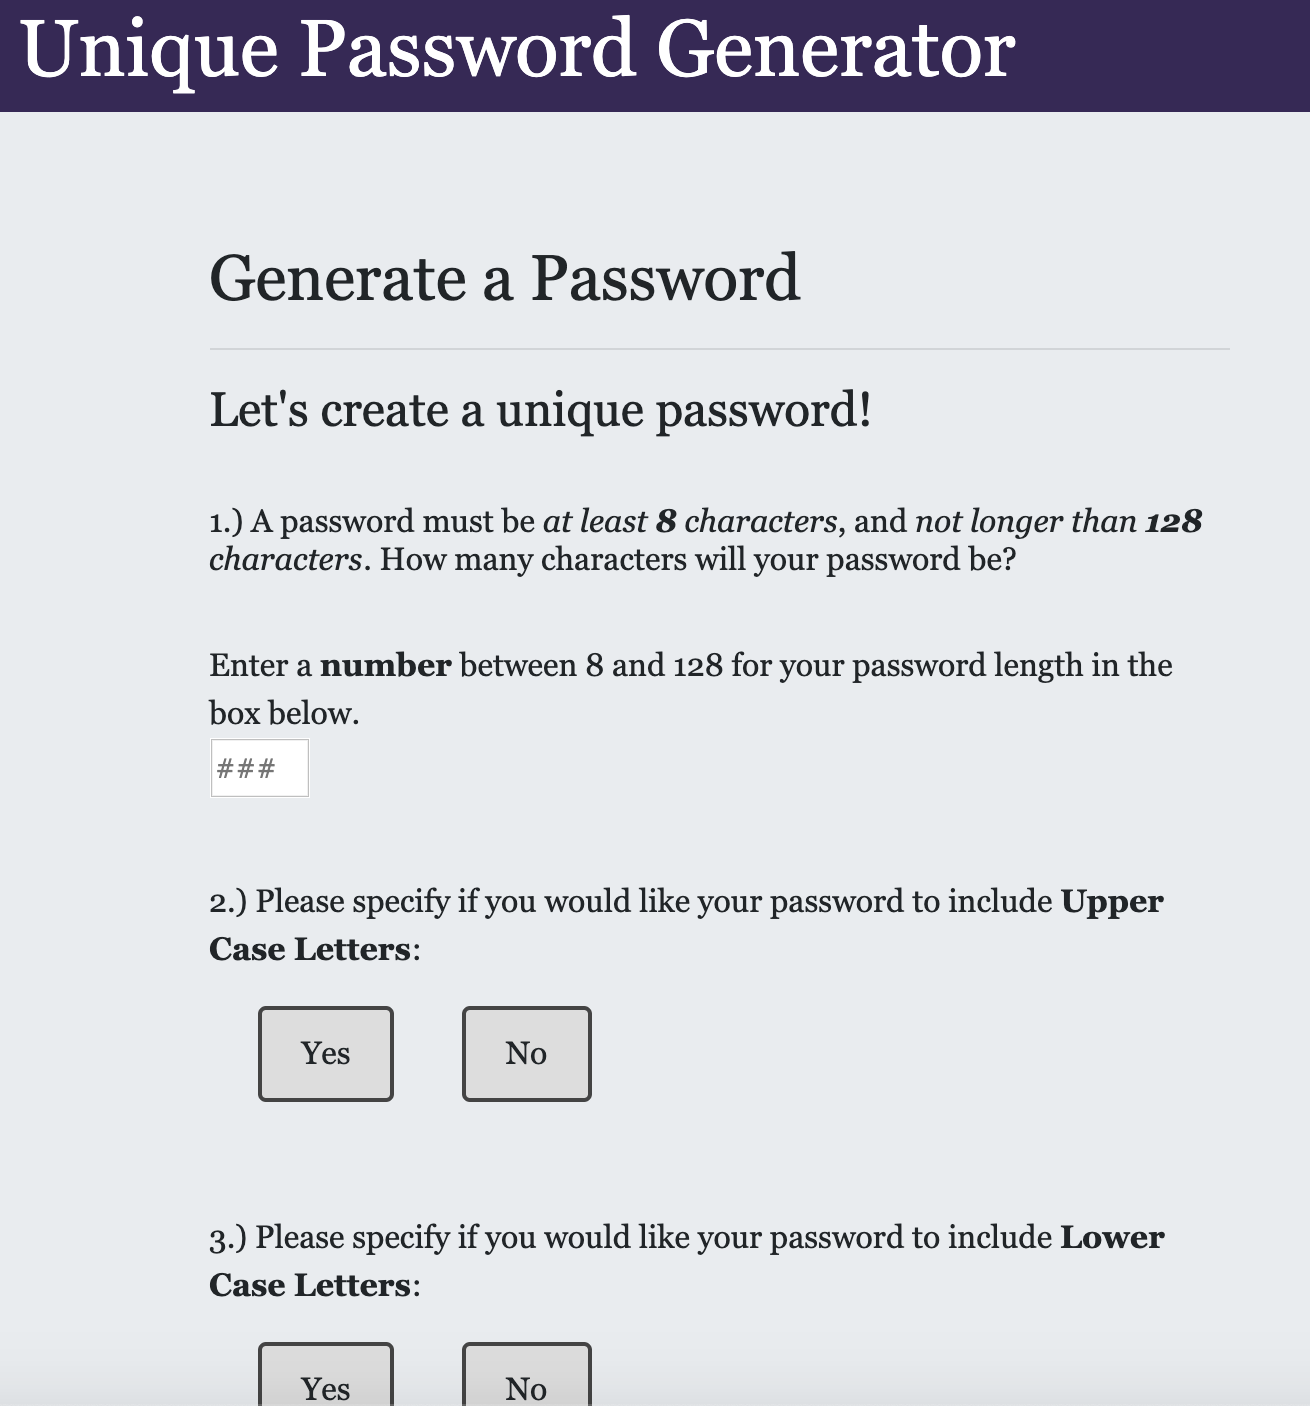 Unique Password Generator
Generate a Password
Let's create a unique password!
1.) A password must be at least 8 characters, and not longer than 128
characters. How many characters will your password be?
Enter a number between 8 and 128 for your password length in the
box below.
###
2.) Please specify if you would like your password to include Upper
Case Letters:
Yes No
3.) Please specify if you would like your password to include Lower
Case Letters:
Yes No